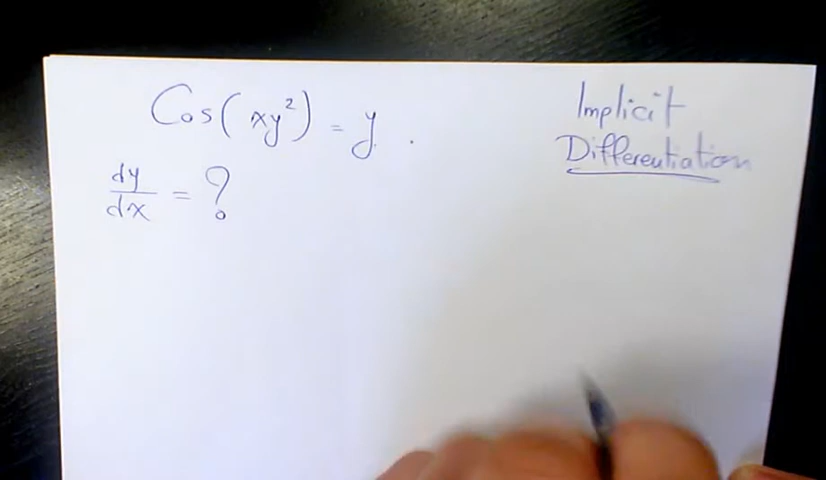 Cos(xy²) = y .
dy/dx = ?
Implicit
Differentiation